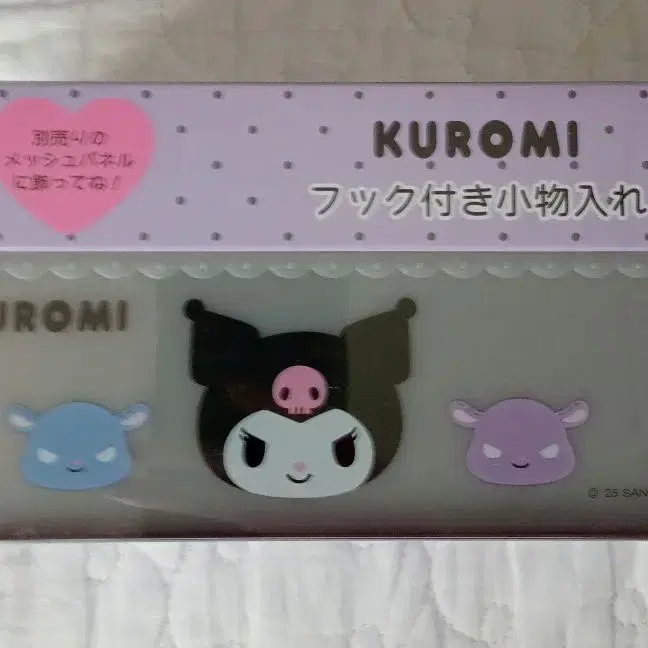 別売りの
メッシュパネル
に飾ってね!
KUROMI
フック付き小物入れ
UROMI
© 25 SAN